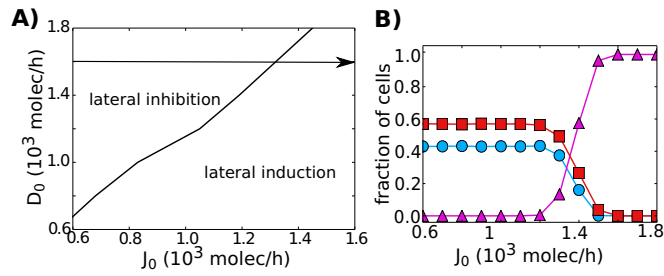 A)
1.8
1.4
1.0
0.6
D₀ (10³ molec/h)
lateral inhibition
lateral induction
0.6 0.8 1.0 1.2 1.4 1.6
J₀ (10³ molec/h)
B)
1.0
0.8
0.6
0.4
0.2
0.0
fraction of cells
0.6 1 1.4 1.8
J₀ (10³ molec/h)